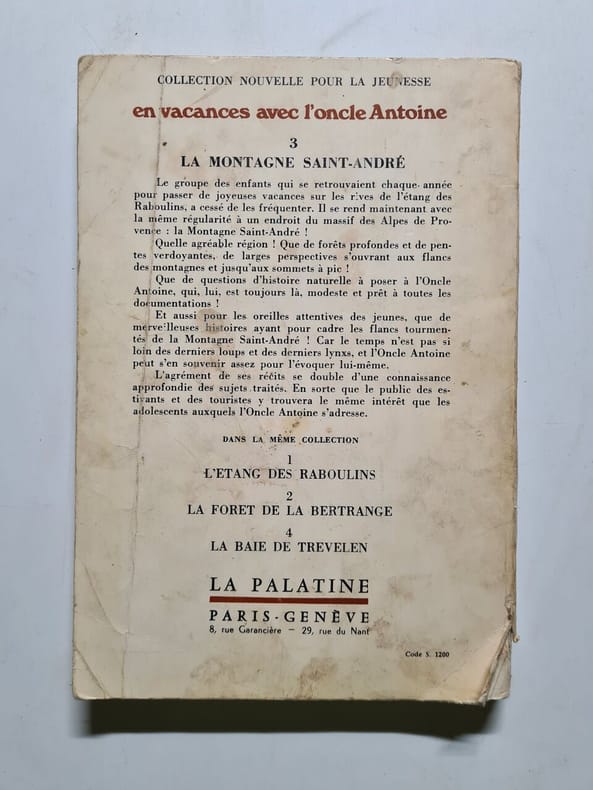 COLLECTION NOUVELLE POUR LA JEUNESSE
en vacances avec l'oncle Antoine
3
LA MONTAGNE SAINT-ANDRÉ
Le groupe des enfants qui se retrouvaient chaque année
pour passer de joyeuses vacances sur les rives de l'étang des
Raboulins, a cessé de les fréquenter. Il se rend maintenant avec
la même régularité à un endroit du massif des Alpes de Pro-
vence : la Montagne Saint-André !
Quelle agréable région ! Que de forêts profondes et de pen-
tes verdoyantes, de larges perspectives s'ouvrant aux flancs
des montagnes et jusqu'aux sommets à pic !
Que de questions d'histoire naturelle à poser à l'Oncle
Antoine, qui, lui, est toujours là, modeste et prêt à toutes les
documentations !
Et aussi pour les oreilles attentives des jeunes, que de
merveilleuses histoires ayant pour cadre les flancs tourmen-
tés de la Montagne Saint-André ! Car le temps n'est pas si
loin des derniers loups et des derniers lynxs, et l'Oncle Antoine
peut s'en souvenir assez pour l'évoquer lui-même.
L'agrément de ses récits se double d'une connaissance
approfondie des sujets traités. En sorte que le public des es-
tivants et des touristes y trouvera le même intérêt que les
adolescents auxquels l'Oncle Antoine s'adresse.
DANS LA MÊME COLLECTION
1
L'ETANG DES RABOULINS
2
LA FORET DE LA BERTRANGE
4
LA BAIE DE TREVELEN
LA PALATINE
PARIS-GENÈVE
8, rue Garancière – 29, rue du Nant
Code S. 1200